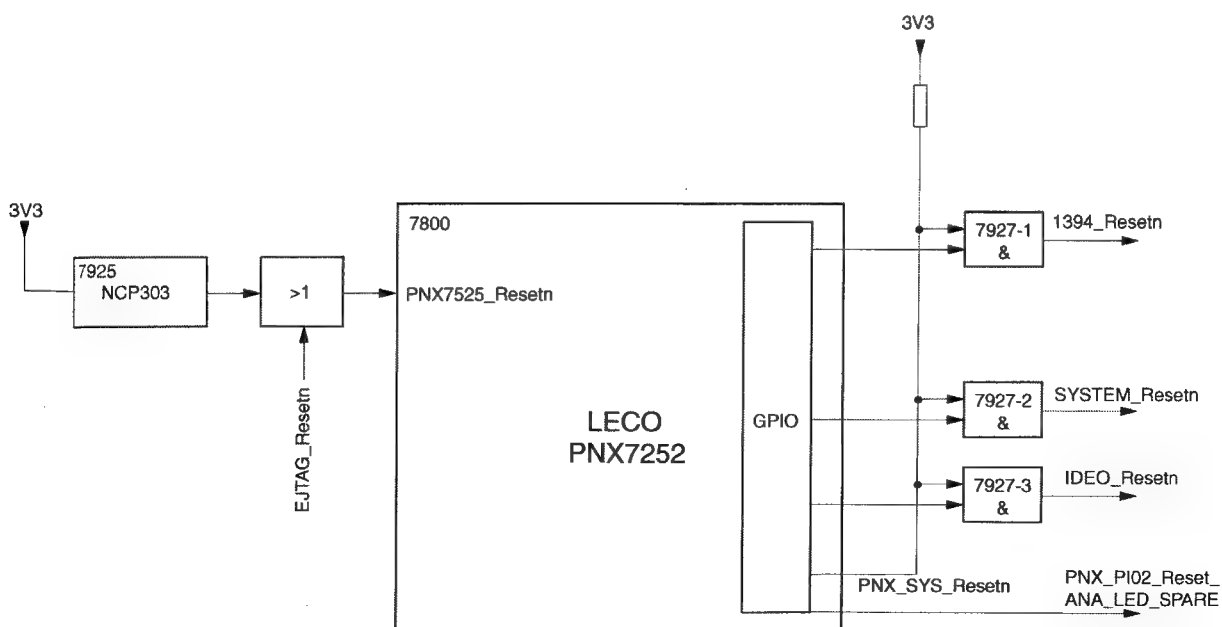 3V3
3V3
7800
7925
NCP303
>1
PNX7525_Resetn
EJTAG_Resetn
LECO
PNX7252
GPIO
7927-1
&
1394_Resetn
7927-2
&
SYSTEM_Resetn
7927-3
&
IDEO_Resetn
PNX_SYS_Resetn
PNX_PI02_Reset_
ANA_LED_SPARE